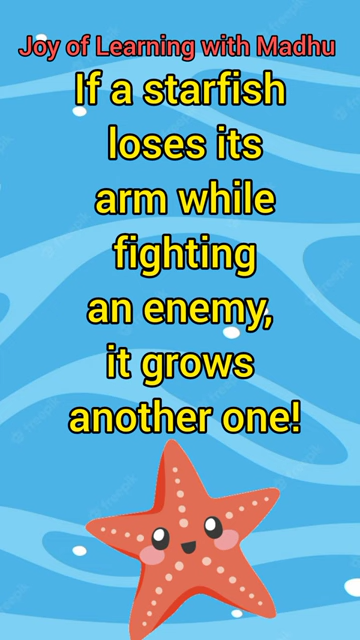 Joy of Learning with Madhu
If a starfish
loses its
arm while
fighting
an enemy,
it grows
another one!